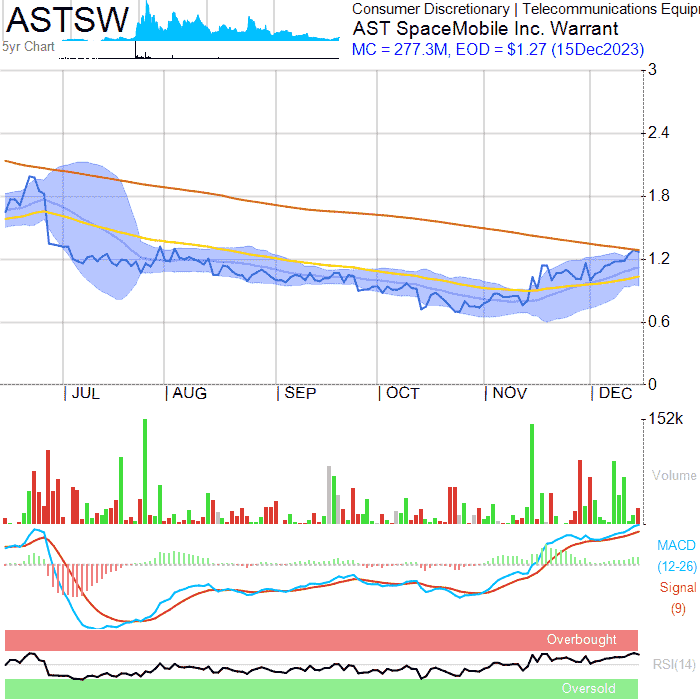 ASTSW
5yr Chart
Consumer Discretionary | Telecommunications Equip
AST SpaceMobile Inc. Warrant
MC = 277.3M, EOD = $1.27 (15Dec2023)
3
2.4
1.8
1.2
0.6
0
JUL AUG SEP OCT NOV DEC
152k
Volume
MACD
(12-26)
Signal
(9)
Overbought
RSI(14)
Oversold